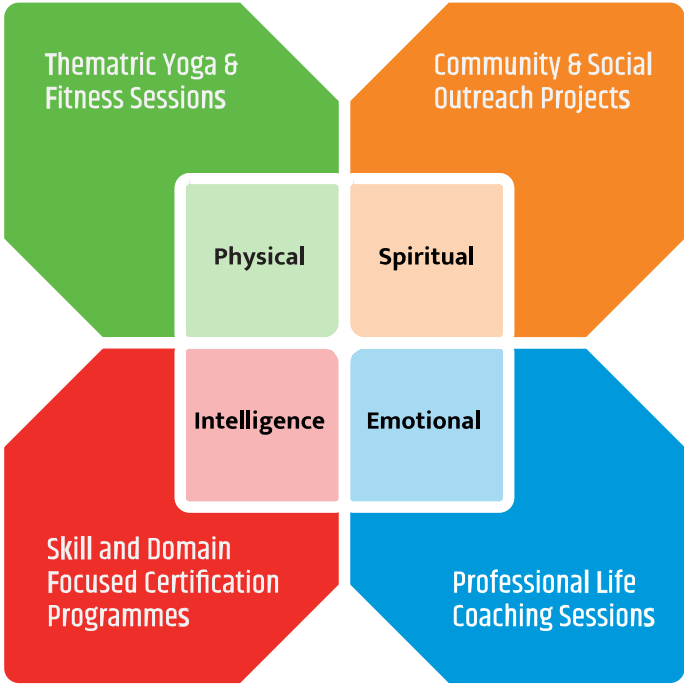 Thematric Yoga &
Fitness Sessions
Community & Social
Outreach Projects
Physical
Spiritual
Intelligence
Emotional
Skill and Domain
Focused Certification
Programmes
Professional Life
Coaching Sessions